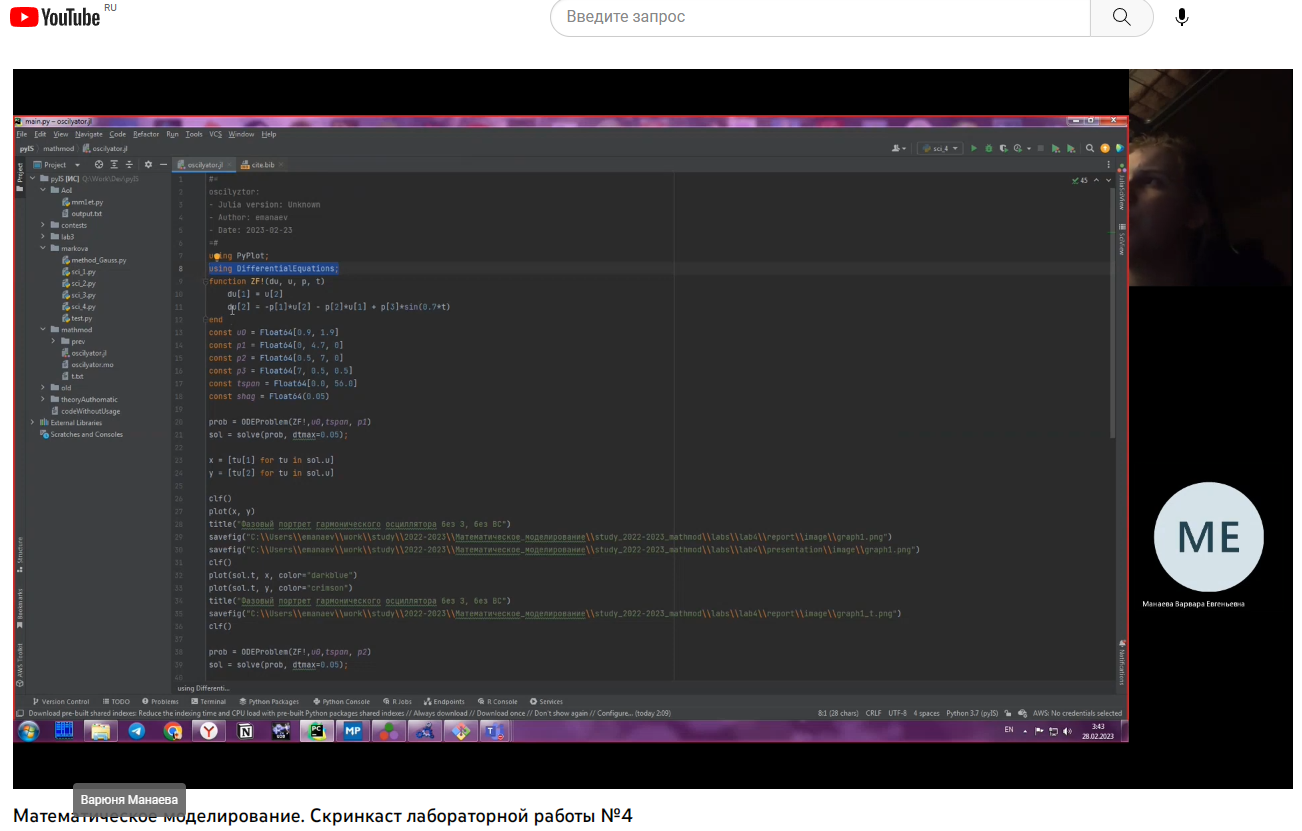 YouTube RU
Введите запрос
main.py – oscilyator.jl
File Edit View Navigate Code Refactor Run Tools VCS Window Help
pyIS mathmod oscilyator.jl
sci_4
Project
oscilyator.jl cite.bib
pyIS [ИС] Q:\Work\Dev\pyIS
AoI
mm1et.py
output.txt
contests
lab3
markova
method_Gauss.py
sci_1.py
sci_2.py
sci_3.py
sci_4.py
test.py
mathmod
prev
oscilyator.jl
oscilyator.mo
t.txt
old
theoryAuthomatic
codeWithoutUsage
External Libraries
Scratches and Consoles
45
1 #=
2 oscilyztor:
3 - Julia version: Unknown
4 - Author: emanaev
5 - Date: 2023-02-23
6 =#
7 using PyPlot;
8 using DifferentialEquations;
9 function ZF!(du, u, p, t)
10 du[1] = u[2]
11 du[2] = -p[1]*u[2] - p[2]*u[1] + p[3]*sin(0.7*t)
12 end
13 const u0 = Float64[0.9, 1.9]
14 const p1 = Float64[0, 4.7, 0]
15 const p2 = Float64[0.5, 7, 0]
16 const p3 = Float64[7, 0.5, 0.5]
17 const tspan = Float64[0.0, 56.0]
18 const shag = Float64(0.05)
19
20 prob = ODEProblem(ZF!,u0,tspan, p1)
21 sol = solve(prob, dtmax=0.05);
22
23 x = [tu[1] for tu in sol.u]
24 y = [tu[2] for tu in sol.u]
25
26 clf()
27 plot(x, y)
28 title("Фазовый портрет гармонического осциллятора без З, без ВС")
29 savefig("C:\\Users\\emanaev\\work\\study\\2022-2023\\Математическое_моделирование\\study_2022-2023_mathmod\\labs\\lab4\\report\\image\\graph1.png")
30 savefig("C:\\Users\\emanaev\\work\\study\\2022-2023\\Математическое_моделирование\\study_2022-2023_mathmod\\labs\\lab4\\presentation\\image\\graph1.png")
31 clf()
32 plot(sol.t, x, color="darkblue")
33 plot(sol.t, y, color="crimson")
34 title("Фазовый портрет гармонического осциллятора без З, без ВС")
35 savefig("C:\\Users\\emanaev\\work\\study\\2022-2023\\Математическое_моделирование\\study_2022-2023_mathmod\\labs\\lab4\\report\\image\\graph1_t.png")
36 clf()
37
38 prob = ODEProblem(ZF!,u0,tspan, p2)
39 sol = solve(prob, dtmax=0.05);
40
using Differenti...
Project
Structure
Bookmarks
AWS Toolkit
SciView
Notifications
Version Control TODO Problems Terminal Python Packages Python Console R Jobs Endpoints R Console Services
Download pre-built shared indexes: Reduce the indexing time and CPU load with pre-built Python packages shared indexes // Always download // Download once // Don't show again // Configure... (today 2:09)
8:1 (28 chars) CRLF UTF-8 4 spaces Python 3.7 (pyIS) AWS: No credentials selected
PC MP
EN 3:43
28.02.2023
ME
Манаева Варвара Евгеньевна
Варюня Манаева
Математическое моделирование. Скринкаст лабораторной работы №4